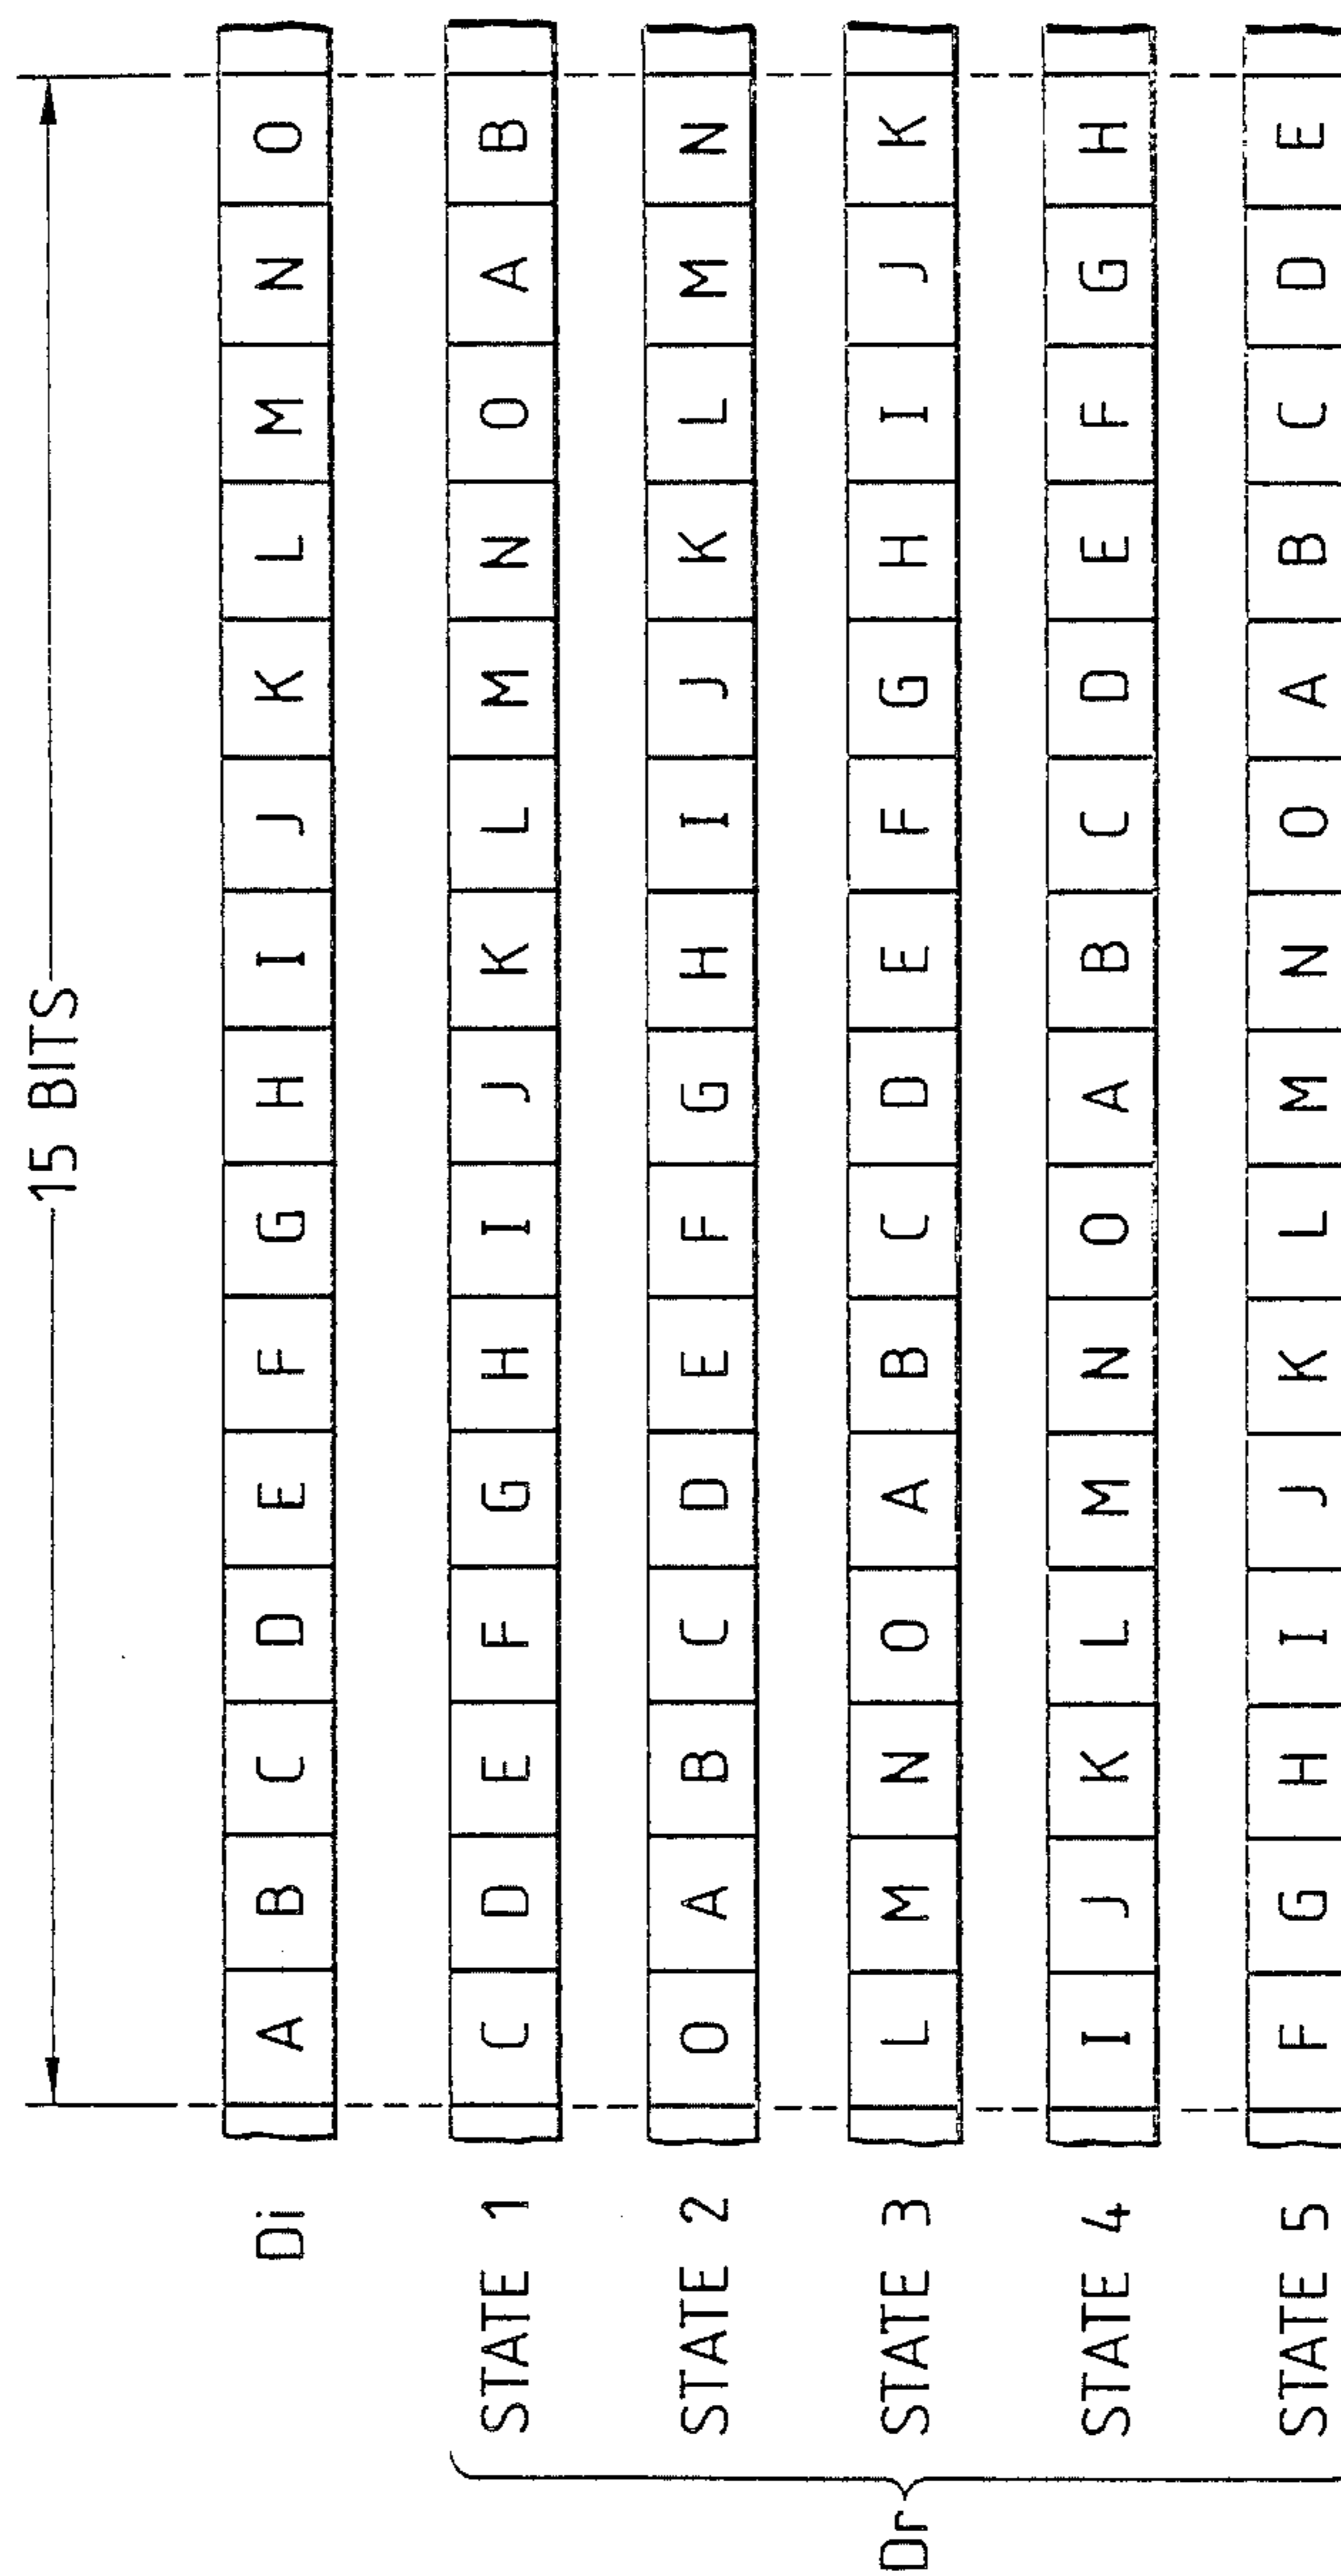 15 BITS
Di A B C D E F G H I J K L M N O
STATE 1 C D E F G H I J K L M N O A B
STATE 2 O A B C D E F G H I J K L M N
Dr STATE 3 L M N O A B C D E F G H I J K
STATE 4 I J K L M N O A B C D E F G H
STATE 5 F G H I J K L M N O A B C D E